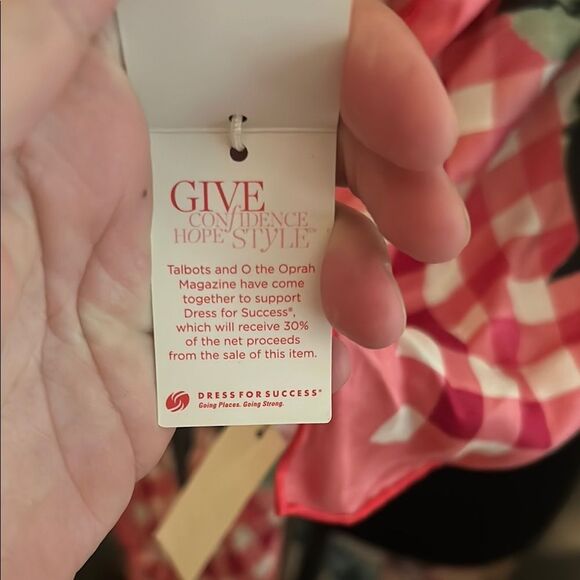 GIVE
CONFIDENCE
HOPE STYLE™
Talbots and O the Oprah
Magazine have come
together to support
Dress for Success®,
which will receive 30%
of the net proceeds
from the sale of this item.
DRESS FOR SUCCESS®
Going Places. Going Strong.